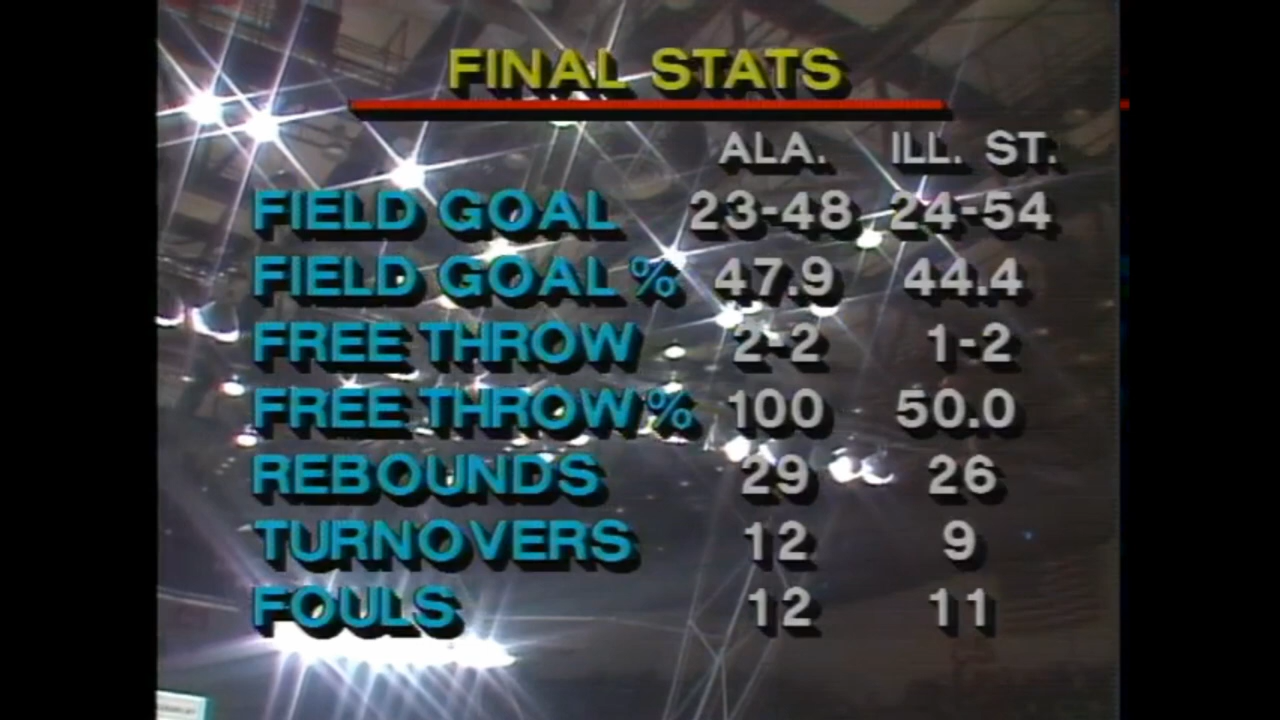 FINAL STATS
ALA. ILL. ST.
FIELD GOAL 23-48 24-54
FIELD GOAL % 47.9 44.4
FREE THROW 2-2 1-2
FREE THROW % 100 50.0
REBOUNDS 29 26
TURNOVERS 12 9
FOULS 12 11